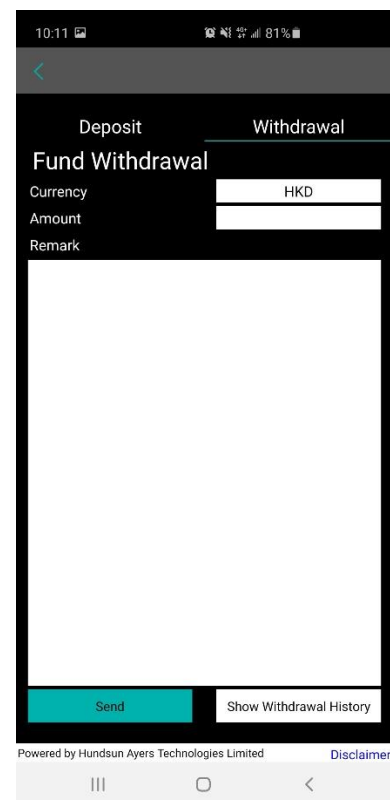 10:11 81%
Deposit Withdrawal
Fund Withdrawal
Currency HKD
Amount
Remark
Send Show Withdrawal History
Powered by Hundsun Ayers Technologies Limited Disclaimer